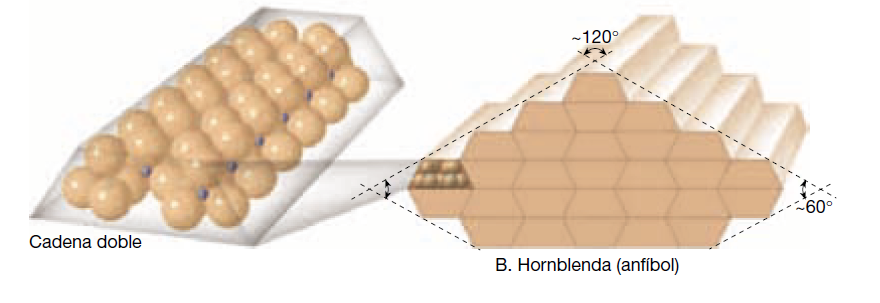 ~120°
~60°
Cadena doble
B. Hornblenda (anfíbol)